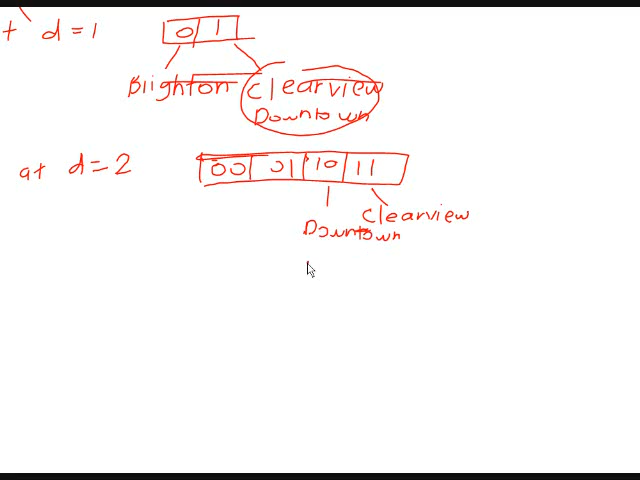 t d=1 0 1
Brighton Clearview
Downtown
at d=2 00 01 10 11
Clearview
Downtown